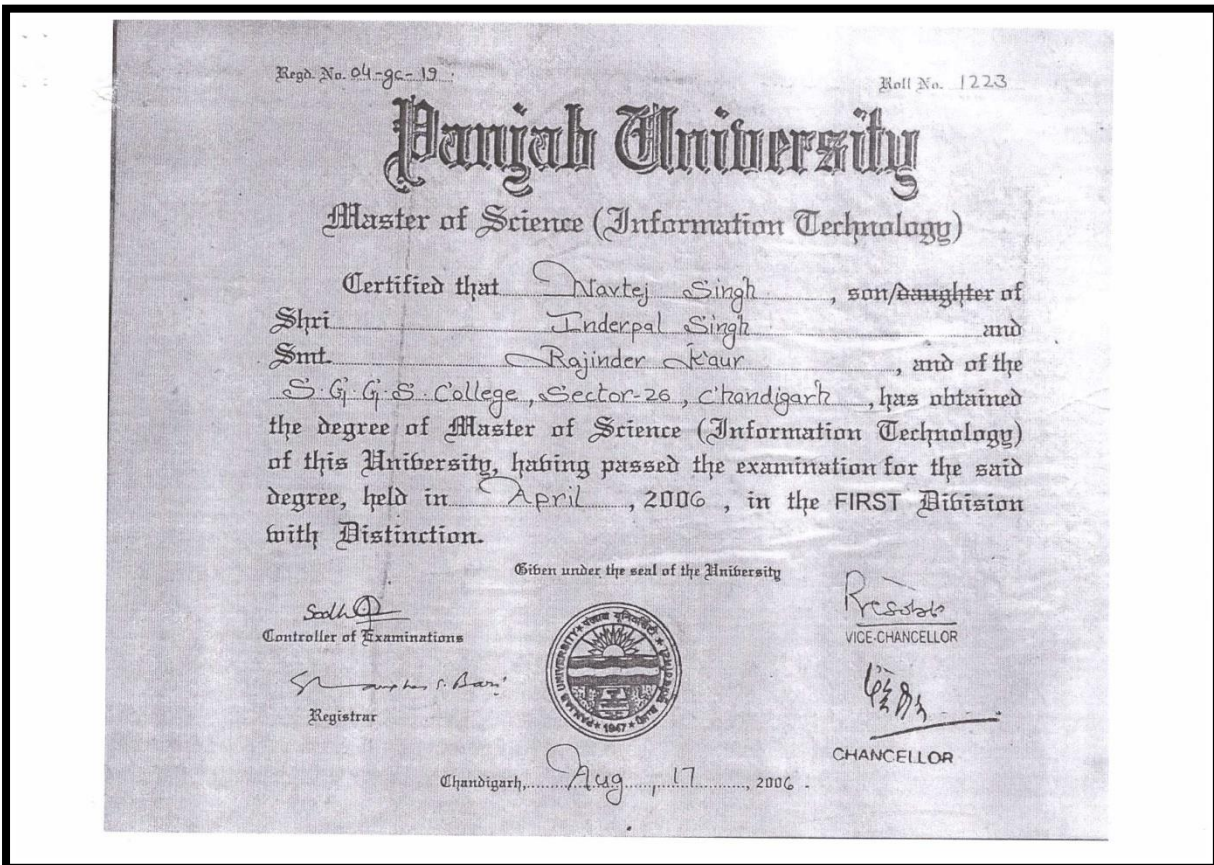 Regd. No. 04-gc-19
Roll No. 1223
Panjab University
Master of Science (Information Technology)
Certified that Navtej Singh, son/daughter of
Shri Inderpal Singh and
Smt. Rajinder Kaur, and of the
S.G.G.S. College, Sector-26, Chandigarh, has obtained
the degree of Master of Science (Information Technology)
of this University, having passed the examination for the said
degree, held in April, 2006, in the FIRST Division
with Distinction.
Given under the seal of the University
Controller of Examinations
VICE-CHANCELLOR
Registrar
PANJAB UNIVERSITY
1947
CHANCELLOR
Chandigarh, Aug, 17, 2006.